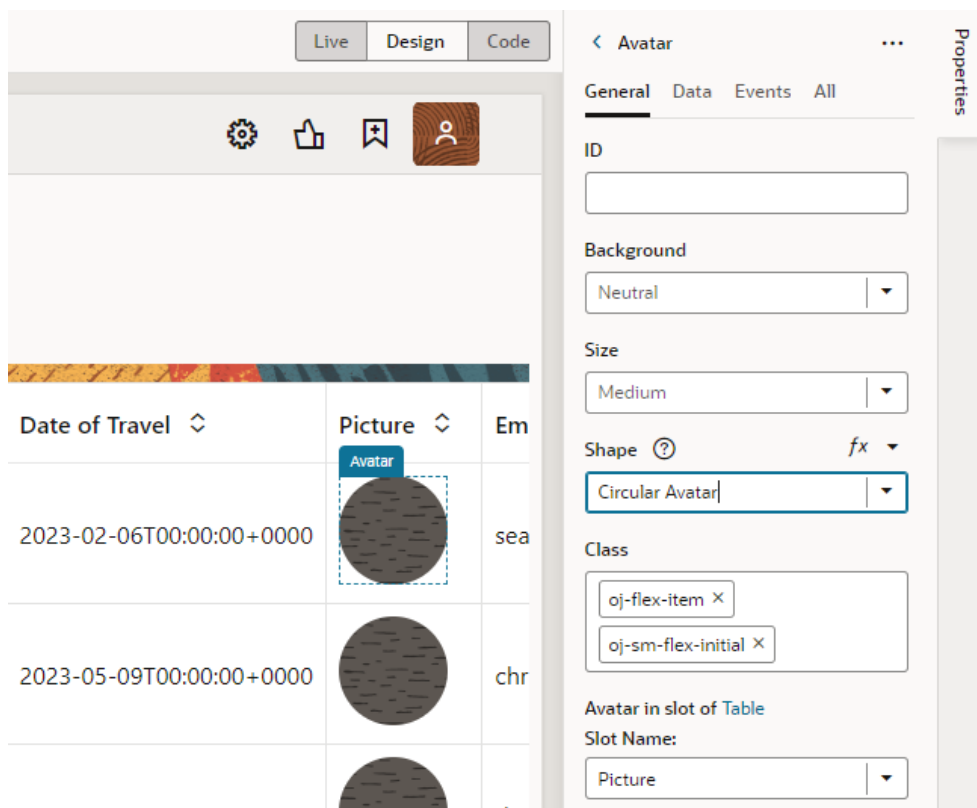 Live Design Code
Date of Travel Picture Em
Avatar
2023-02-06T00:00:00+0000 sea
2023-05-09T00:00:00+0000 chr
Avatar
General Data Events All
ID
Background
Neutral
Size
Medium
Shape ? fx
Circular Avatar
Class
oj-flex-item ×
oj-sm-flex-initial ×
Avatar in slot of Table
Slot Name:
Picture
Properties